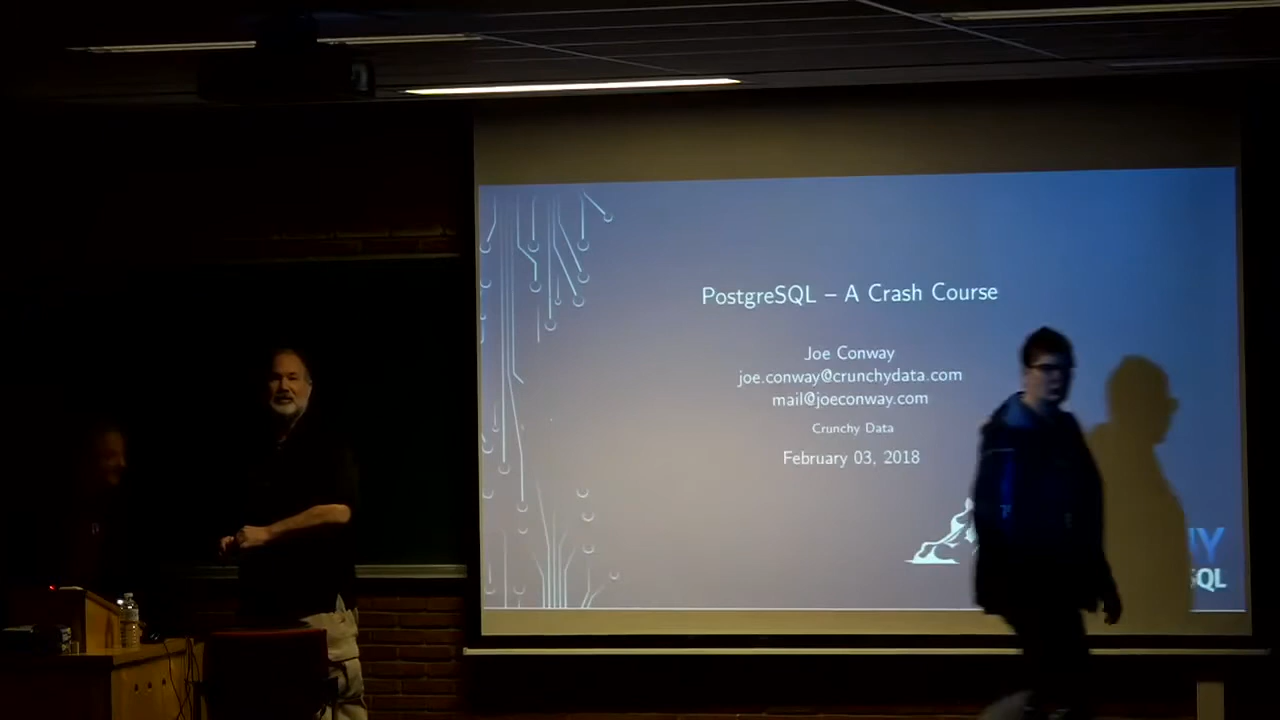 PostgreSQL – A Crash Course
Joe Conway
joe.conway@crunchydata.com
mail@joeconway.com
Crunchy Data
February 03, 2018